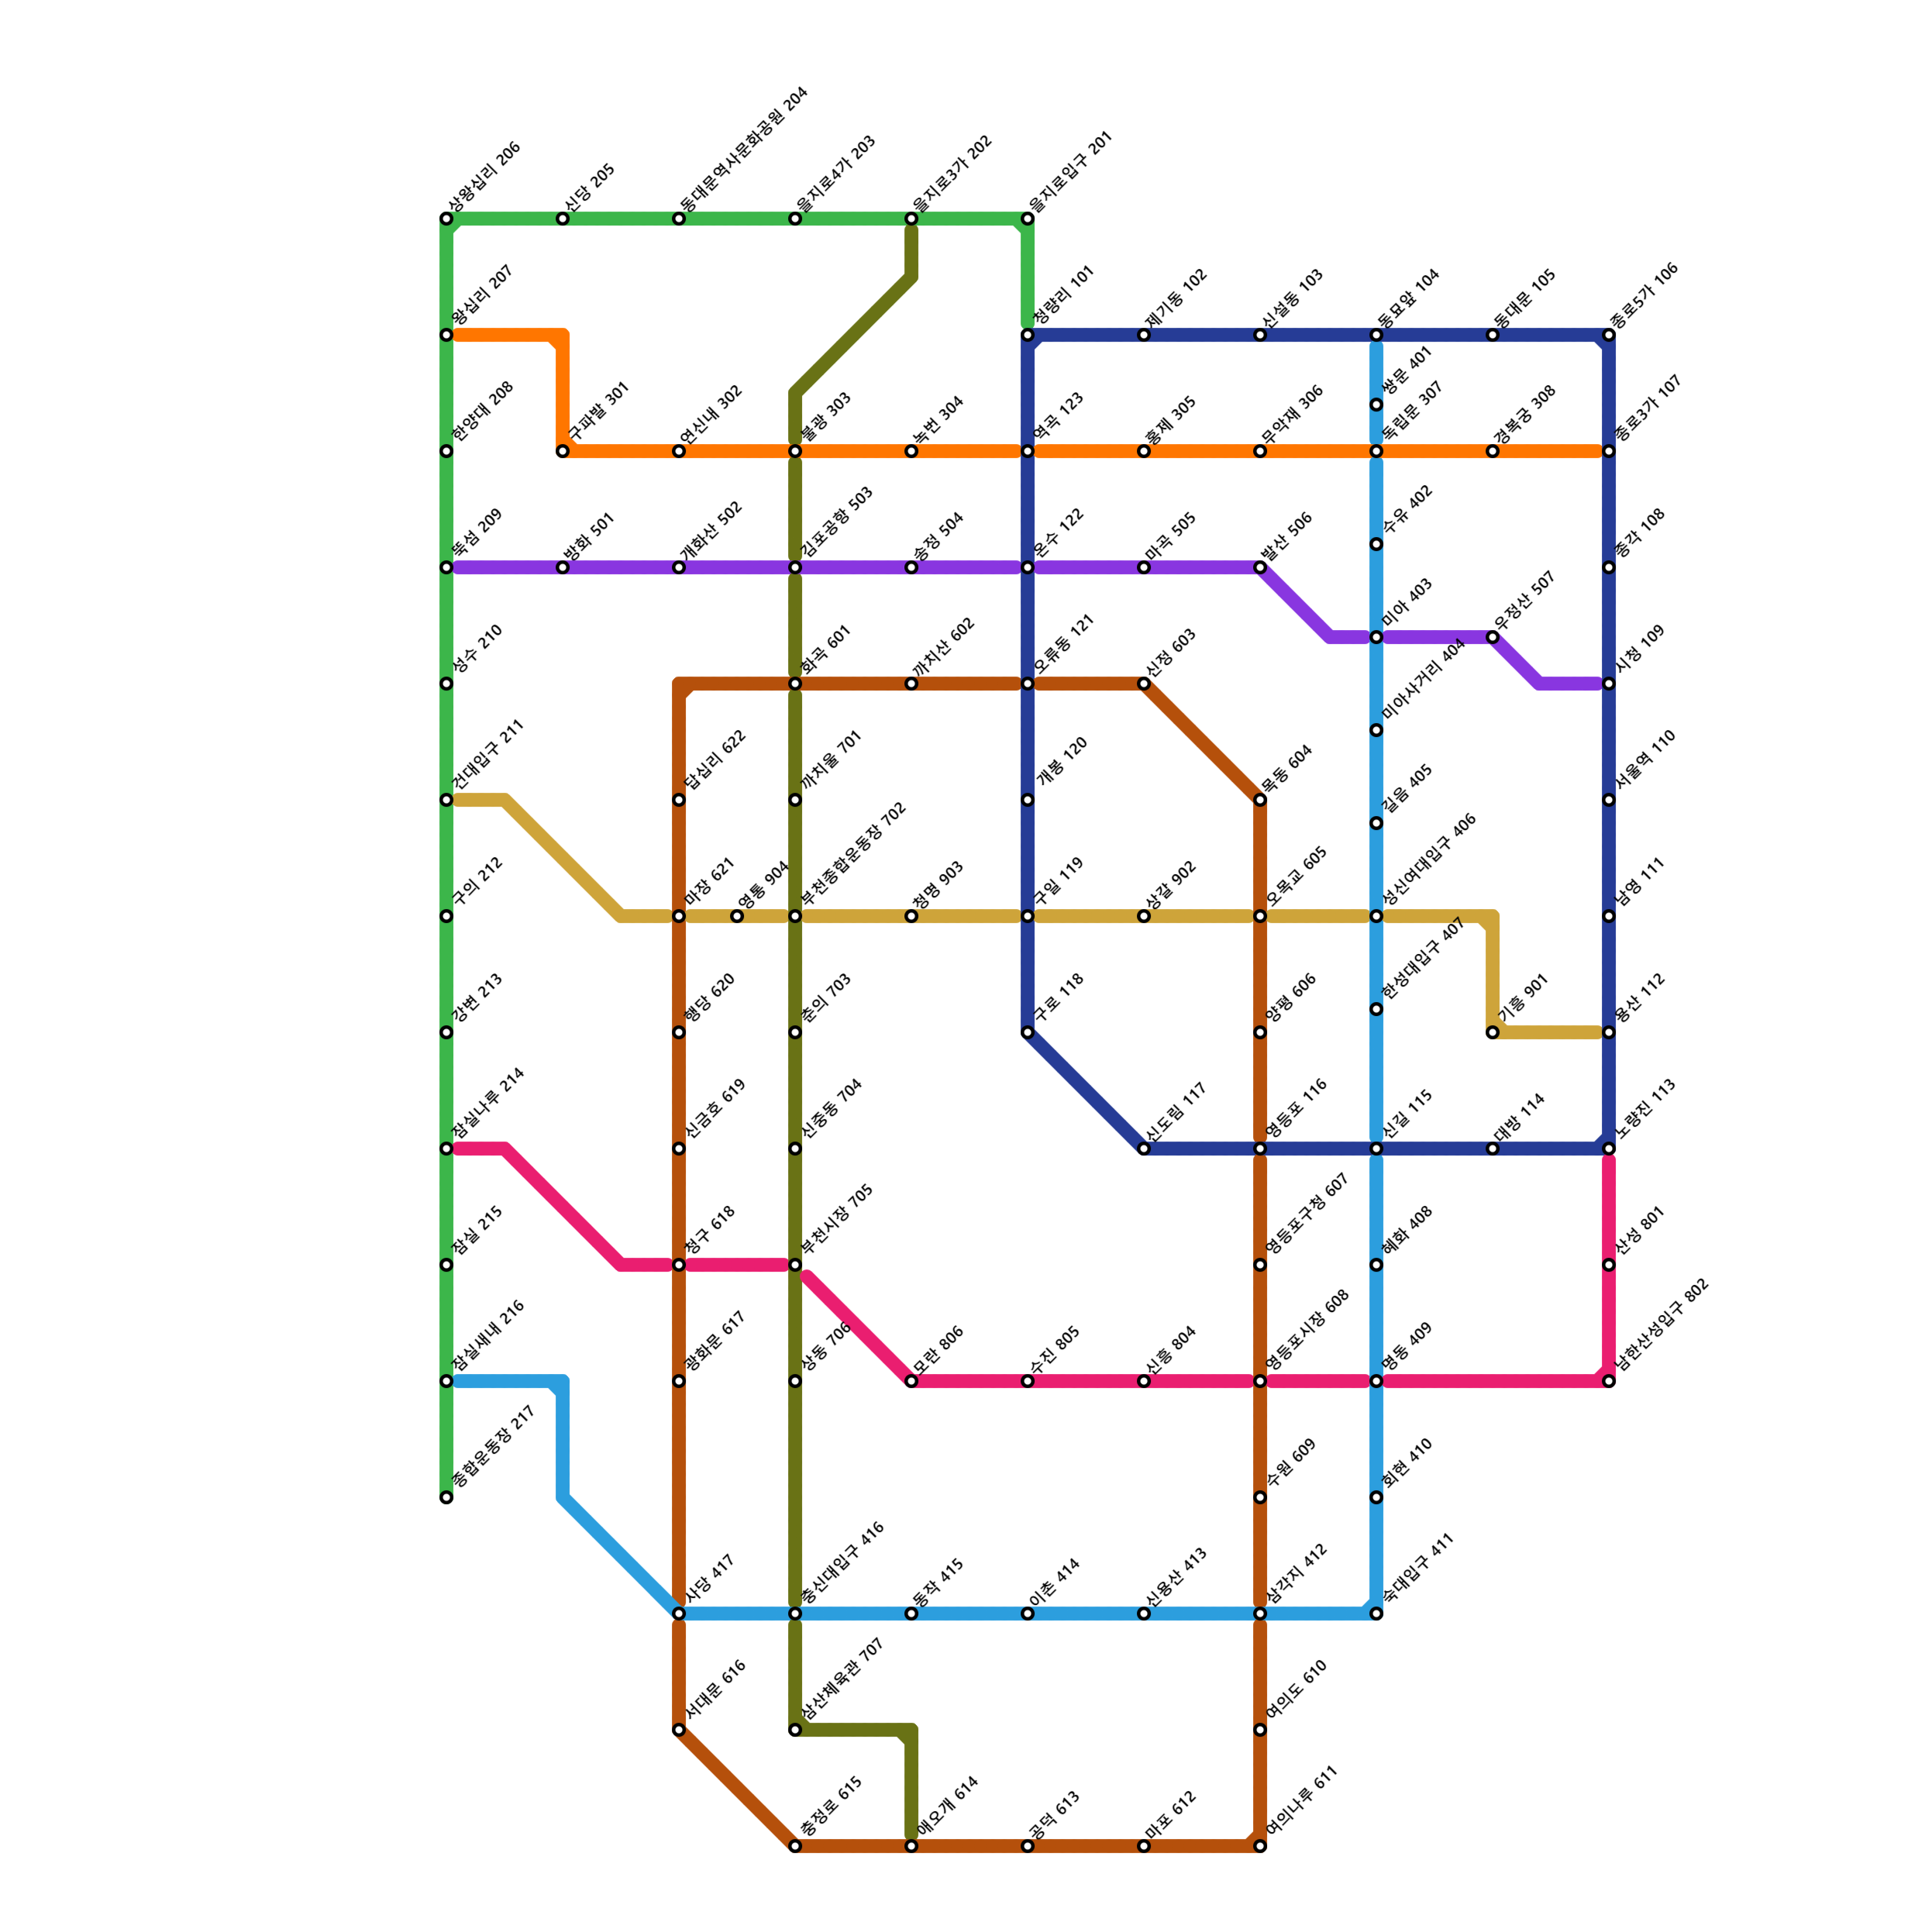 상왕십리 206
신당 205
동대문역사문화공원 204
을지로4가 203
을지로3가 202
을지로입구 201
왕십리 207
청량리 101
제기동 102
신설동 103
동묘앞 104
동대문 105
종로5가 106
쌍문 401
한양대 208
구파발 301
연신내 302
불광 303
녹번 304
역곡 123
홍제 305
무악재 306
독립문 307
경복궁 308
종로3가 107
수유 402
뚝섬 209
방화 501
개화산 502
김포공항 503
송정 504
온수 122
마곡 505
발산 506
종각 108
미아 403
우정산 507
성수 210
화곡 601
까치산 602
오류동 121
신정 603
시청 109
미아사거리 404
건대입구 211
답십리 622
까치울 701
개봉 120
목동 604
서울역 110
길음 405
구의 212
마장 621
영통 904
부천종합운동장 702
청명 903
구일 119
상갈 902
오목교 605
성신여대입구 406
남영 111
한성대입구 407
강변 213
행당 620
춘의 703
구로 118
양평 606
기흥 901
용산 112
잠실나루 214
신금호 619
신중동 704
신도림 117
영등포 116
신길 115
대방 114
노량진 113
잠실 215
청구 618
부천시장 705
영등포구청 607
혜화 408
산성 801
잠실새내 216
광화문 617
상동 706
모란 806
수진 805
신흥 804
영등포시장 608
명동 409
남한산성입구 802
종합운동장 217
수원 609
회현 410
사당 417
총신대입구 416
동작 415
이촌 414
신용산 413
삼각지 412
숙대입구 411
서대문 616
삼산체육관 707
여의도 610
충정로 615
애오개 614
공덕 613
마포 612
여의나루 611